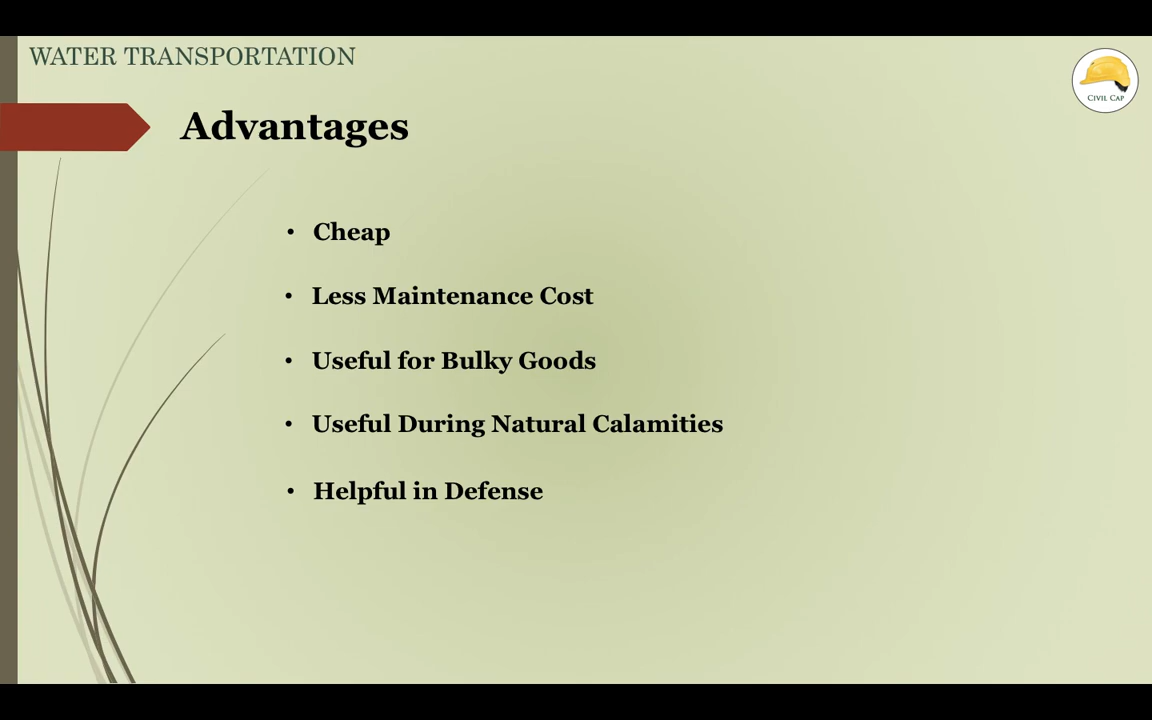 WATER TRANSPORTATION
CIVIL CAP
Advantages
• Cheap
• Less Maintenance Cost
• Useful for Bulky Goods
• Useful During Natural Calamities
• Helpful in Defense